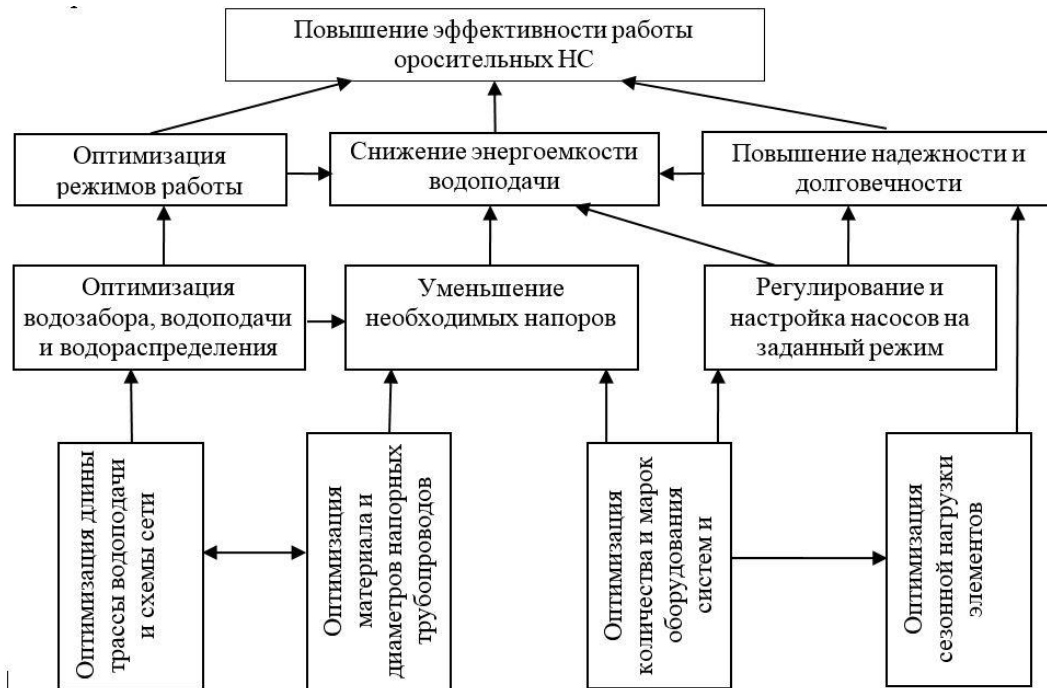 Повышение эффективности работы
оросительных НС
Оптимизация
режимов работы
Снижение энергоемкости
водоподачи
Повышение надежности и
долговечности
Оптимизация
водозабора, водоподачи
и водораспределения
Уменьшение
необходимых напоров
Регулирование и
настройка насосов на
заданный режим
Оптимизация длины
трассы водоподачи
и схемы сети
Оптимизация
материала и
диаметров напорных
трубопроводов
Оптимизация
количества и марок
оборудования
систем и
Оптимизация
сезонной нагрузки
элементов